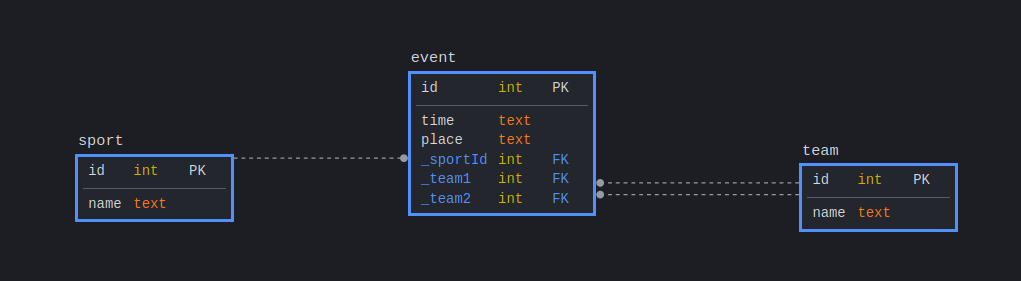 event
id int PK
time text
place text
_sportId int FK
_team1 int FK
_team2 int FK
sport
id int PK
name text
team
id int PK
name text